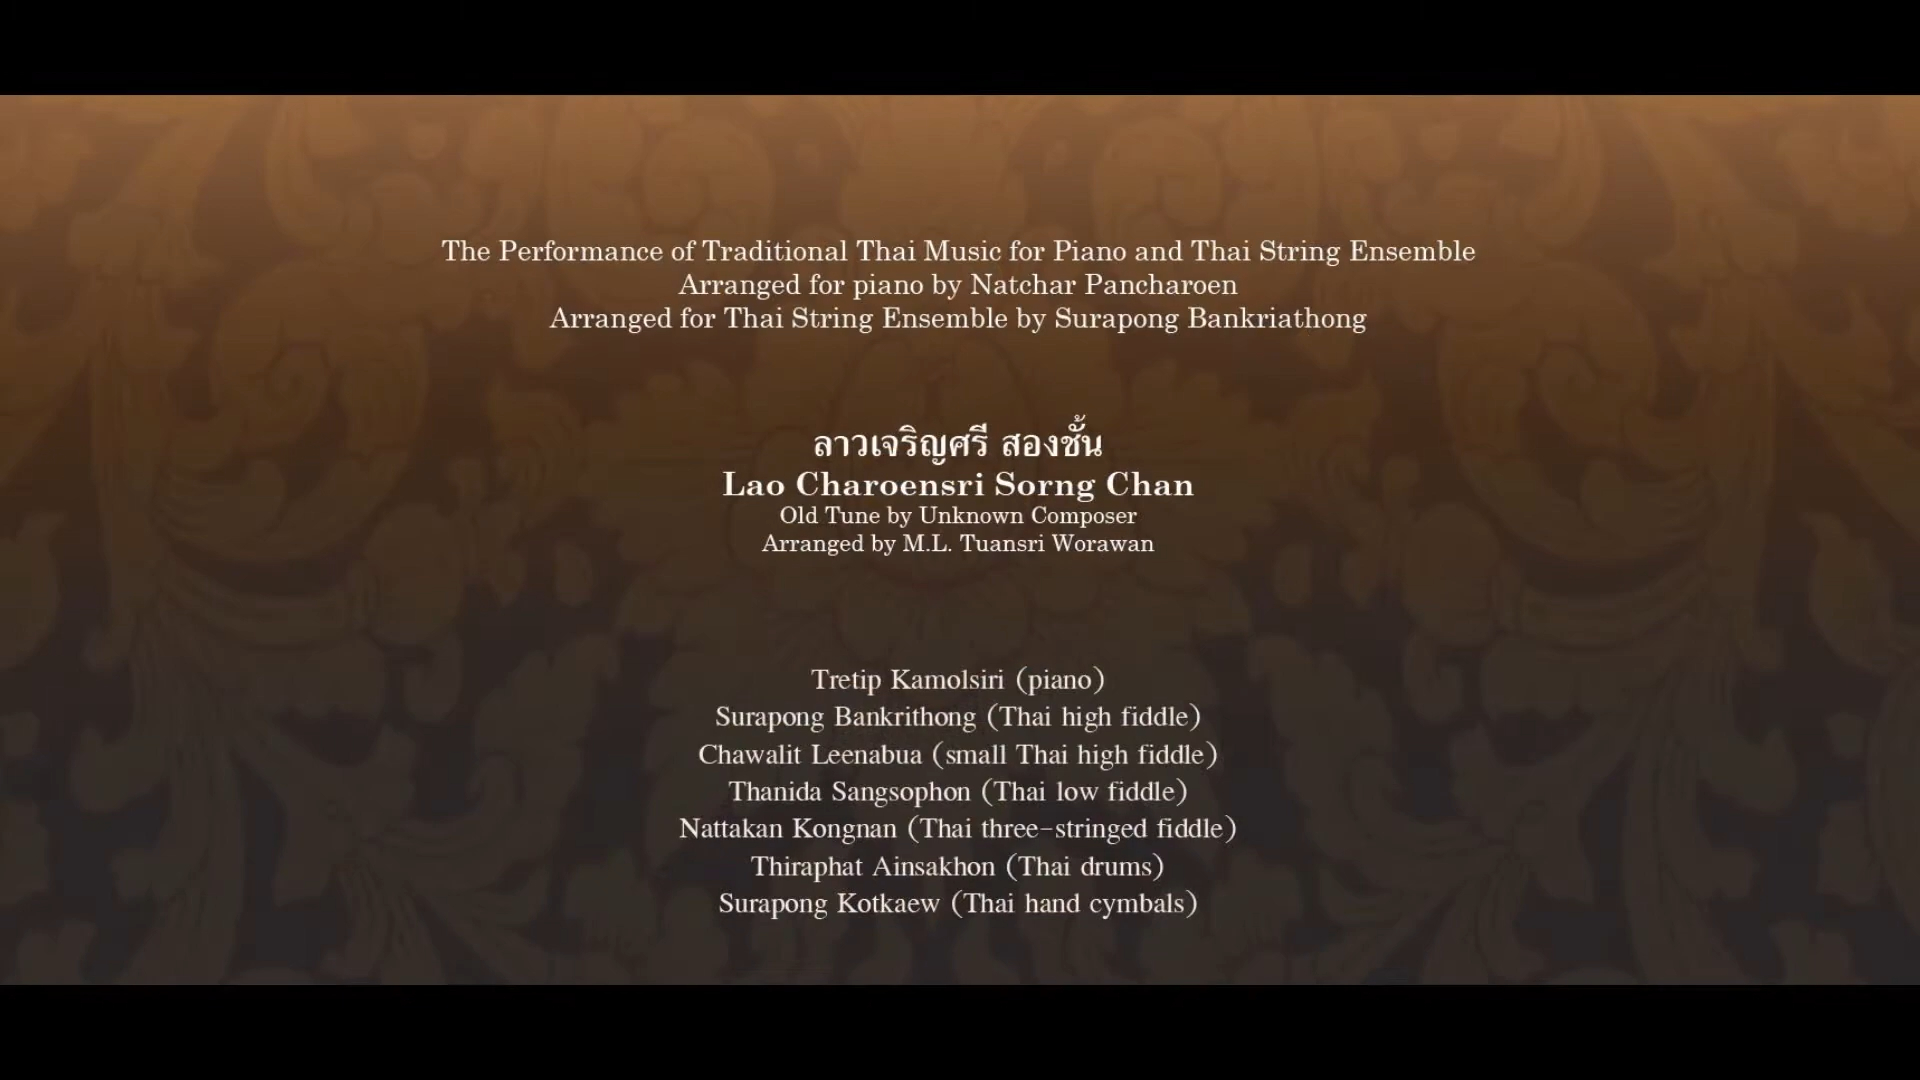 The Performance of Traditional Thai Music for Piano and Thai String Ensemble
Arranged for piano by Natchar Pancharoen
Arranged for Thai String Ensemble by Surapong Bankriathong
ลาวเจริญศรี สองชั้น
Lao Charoensri Sorng Chan
Old Tune by Unknown Composer
Arranged by M.L. Tuansri Worawan
Tretip Kamolsiri (piano)
Surapong Bankrithong (Thai high fiddle)
Chawalit Leenabua (small Thai high fiddle)
Thanida Sangsophon (Thai low fiddle)
Nattakan Kongnan (Thai three-stringed fiddle)
Thiraphat Ainsakhon (Thai drums)
Surapong Kotkaew (Thai hand cymbals)